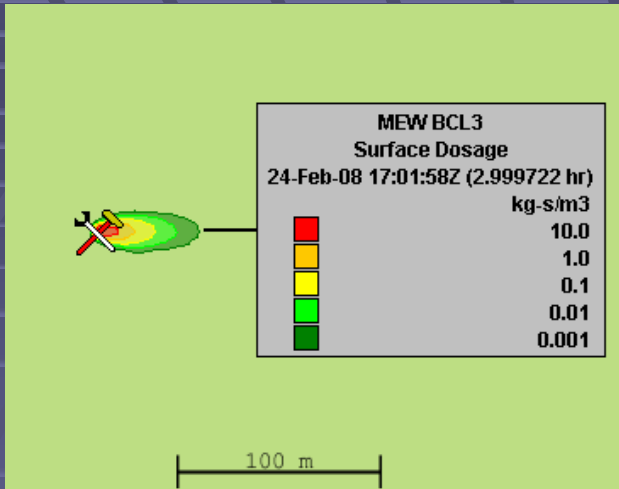 MEW BCL3
Surface Dosage
24-Feb-08 17:01:58Z (2.999722 hr)
kg-s/m3
10.0
1.0
0.1
0.01
0.001
100 m